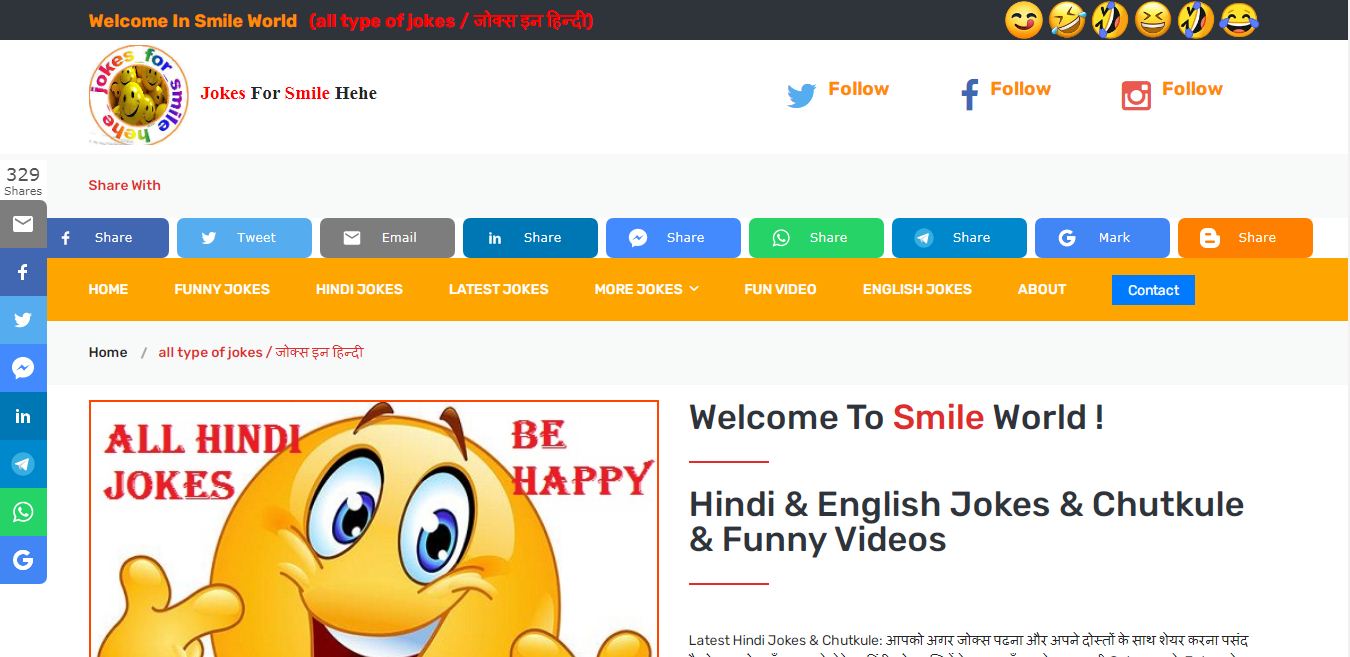 Welcome In Smile World (all type of jokes / जोक्स इन हिन्दी)
jokes for smile hehe
Jokes For Smile Hehe
Follow
Follow
Follow
329
Shares
Share With
Share
Tweet
Email
Share
Share
Share
Share
Mark
Share
HOME
FUNNY JOKES
HINDI JOKES
LATEST JOKES
MORE JOKES
FUN VIDEO
ENGLISH JOKES
ABOUT
Contact
Home / all type of jokes / जोक्स इन हिन्दी
ALL HINDI
JOKES
BE
HAPPY
Welcome To Smile World !
Hindi & English Jokes & Chutkule
& Funny Videos
Latest Hindi Jokes & Chutkule: आपको अगर जोक्स पढना और अपने दोस्तों के साथ शेयर करना पसंद